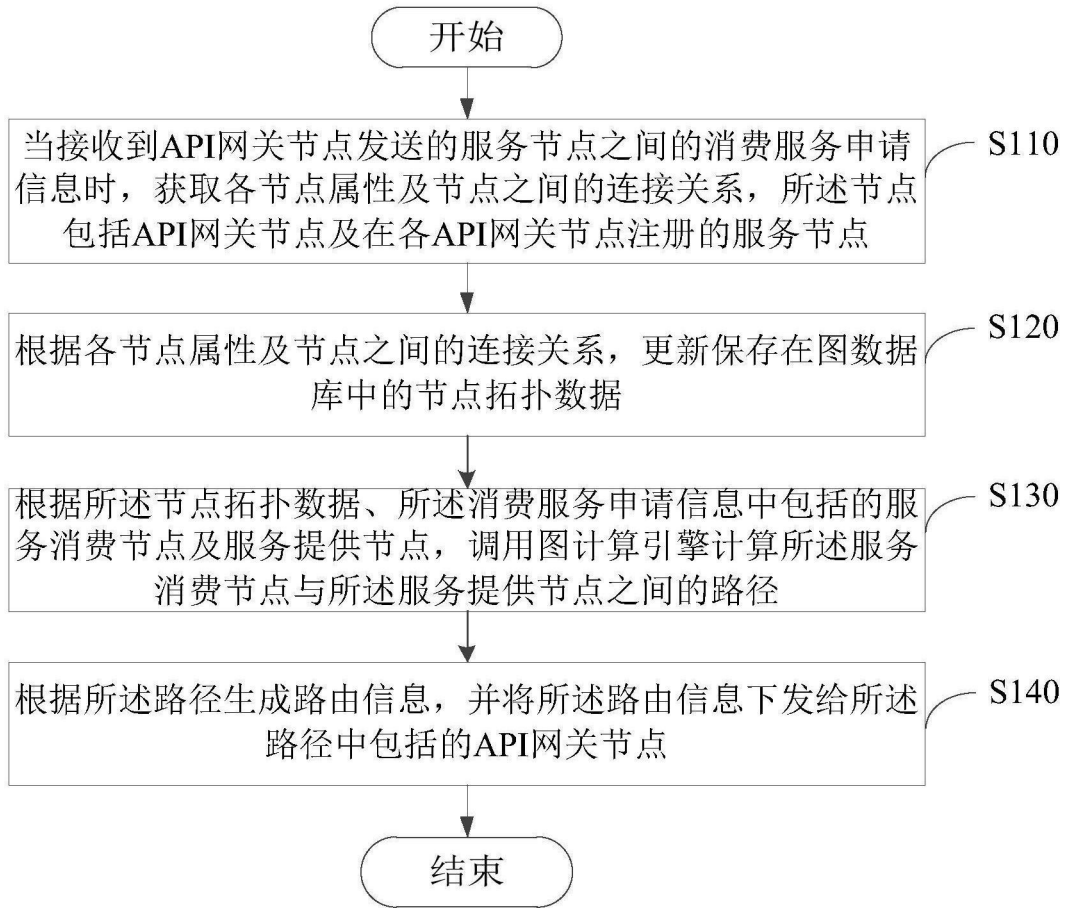 开始
当接收到API网关节点发送的服务节点之间的消费服务申请
信息时，获取各节点属性及节点之间的连接关系，所述节点
包括API网关节点及在各API网关节点注册的服务节点
S110
根据各节点属性及节点之间的连接关系，更新保存在图数据
库中的节点拓扑数据
S120
根据所述节点拓扑数据、所述消费服务申请信息中包括的服
务消费节点及服务提供节点，调用图计算引擎计算所述服务
消费节点与所述服务提供节点之间的路径
S130
根据所述路径生成路由信息，并将所述路由信息下发给所述
路径中包括的API网关节点
S140
结束